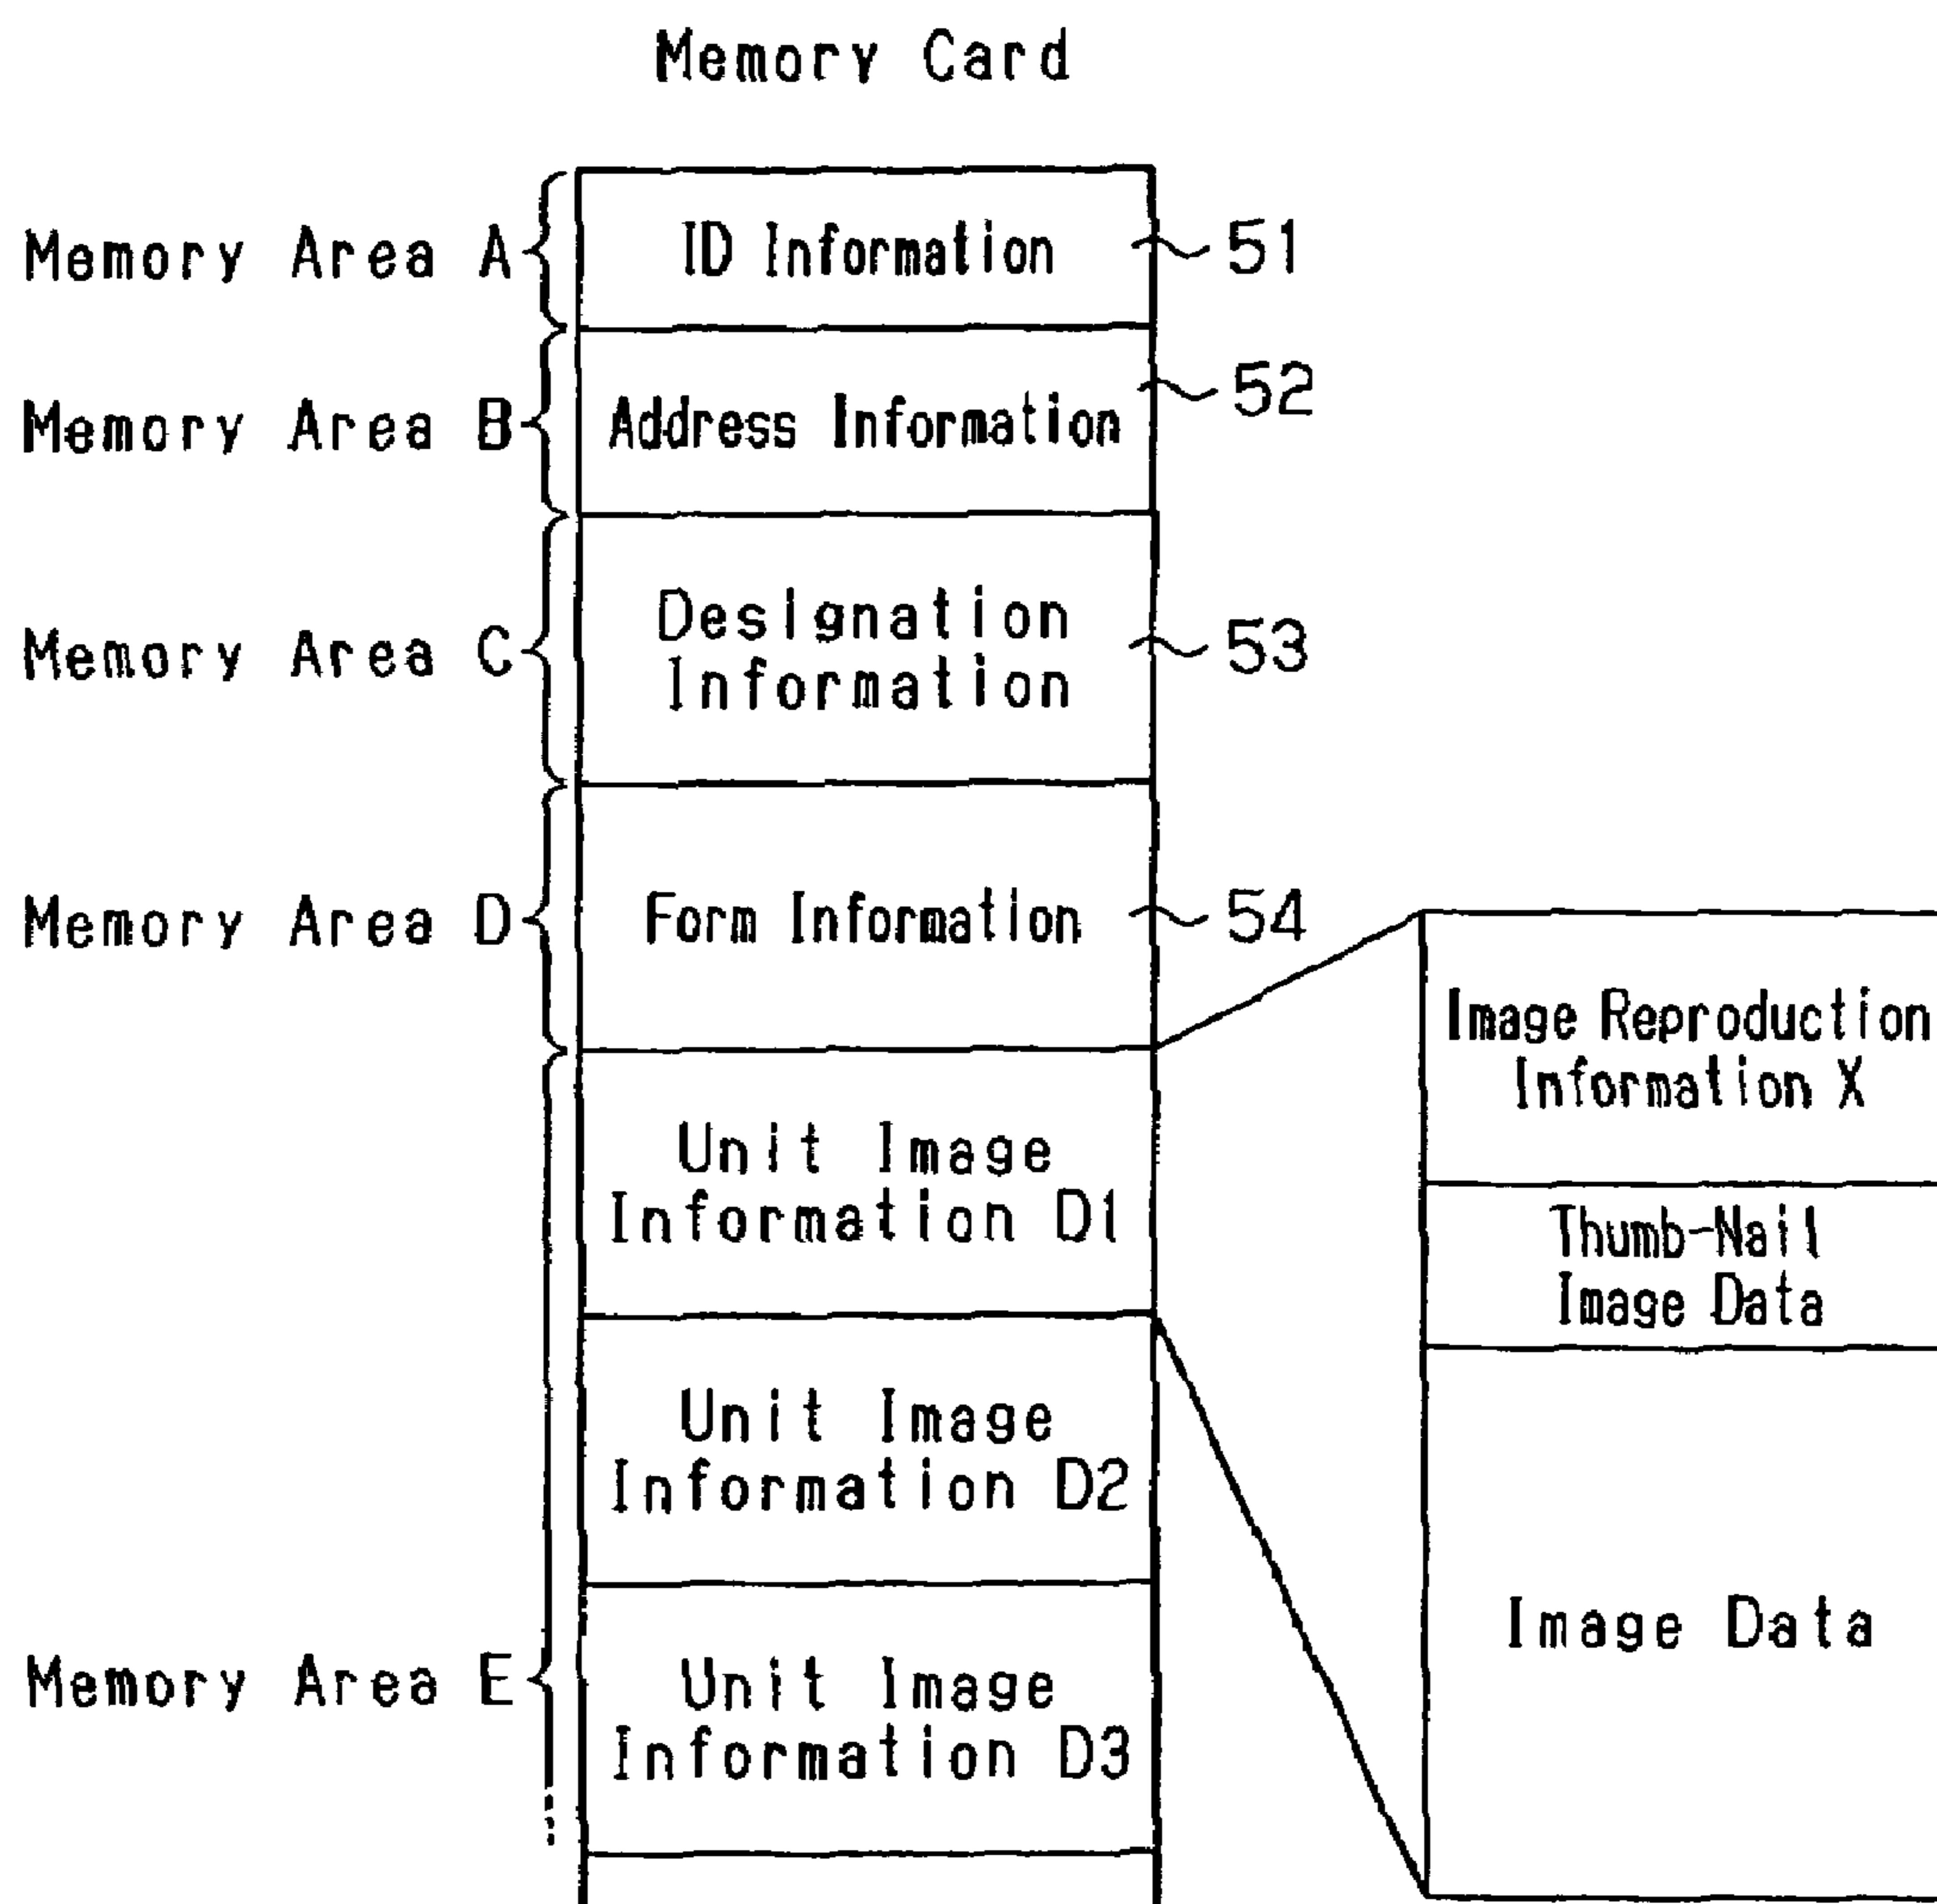 Memory Card
Memory Area A
ID Information
51
Memory Area B
Address Information
52
Memory Area C
Designation
Information
53
Memory Area D
Form Information
54
Image Reproduction
Information X
Thumb-Nail
Image Data
Image Data
Unit Image
Information D1
Unit Image
Information D2
Memory Area E
Unit Image
Information D3